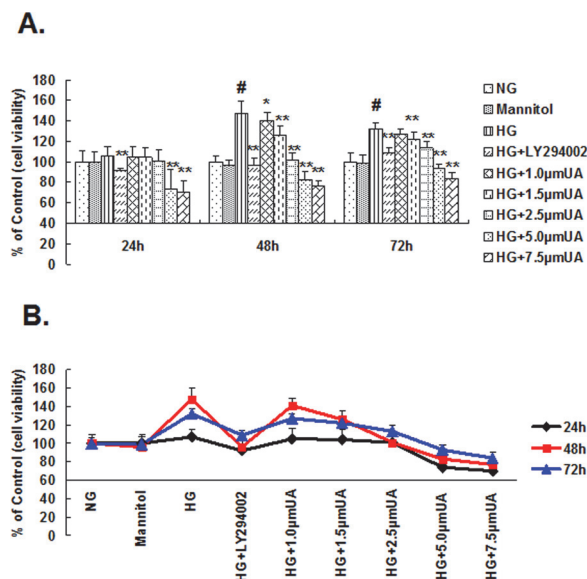 A.
% of Control (cell viability)
180
160
140
120
100
80
60
40
20
0
#
*
**
**
**
**
**
**
**
**
#
**
**
**
**
**
24h
48h
72h
NG
Mannitol
HG
HG+LY294002
HG+1.0μmUA
HG+1.5μmUA
HG+2.5μmUA
HG+5.0μmUA
HG+7.5μmUA
B.
% of Control (cell viability)
180
160
140
120
100
80
60
40
20
0
NG
Mannitol
HG
HG+LY294002
HG+1.0μmUA
HG+1.5μmUA
HG+2.5μmUA
HG+5.0μmUA
HG+7.5μmUA
24h
48h
72h